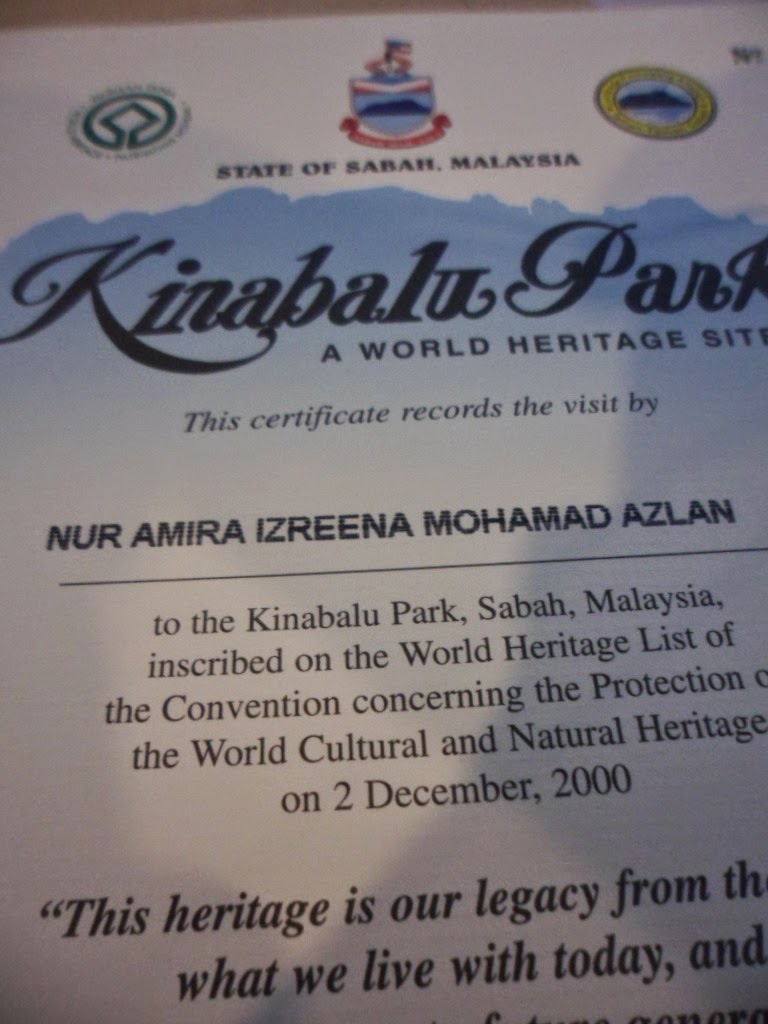 STATE OF SABAH, MALAYSIA
Kinabalu Park
A WORLD HERITAGE SITE
This certificate records the visit by
NUR AMIRA IZREENA MOHAMAD AZLAN
to the Kinabalu Park, Sabah, Malaysia,
inscribed on the World Heritage List of
the Convention concerning the Protection o
the World Cultural and Natural Heritage
on 2 December, 2000
“This heritage is our legacy from the
what we live with today, and
future genera